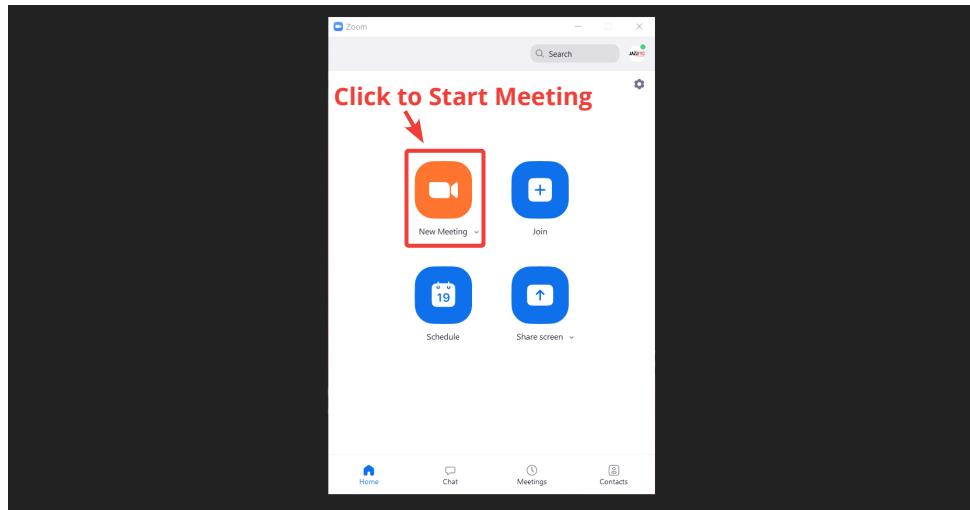 Zoom
Search
Click to Start Meeting
New Meeting
Join
19
Schedule
Share screen
Home
Chat
Meetings
Contacts